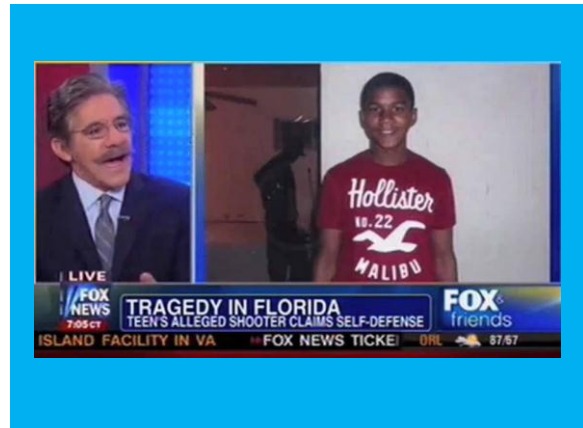 Hollister
NO. 22
MALIBU
LIVE
FOX
NEWS
7:05 CT
TRAGEDY IN FLORIDA
TEEN'S ALLEGED SHOOTER CLAIMS SELF-DEFENSE
FOX &
friends
ISLAND FACILITY IN VA FOX NEWS TICKE ORL 87/67